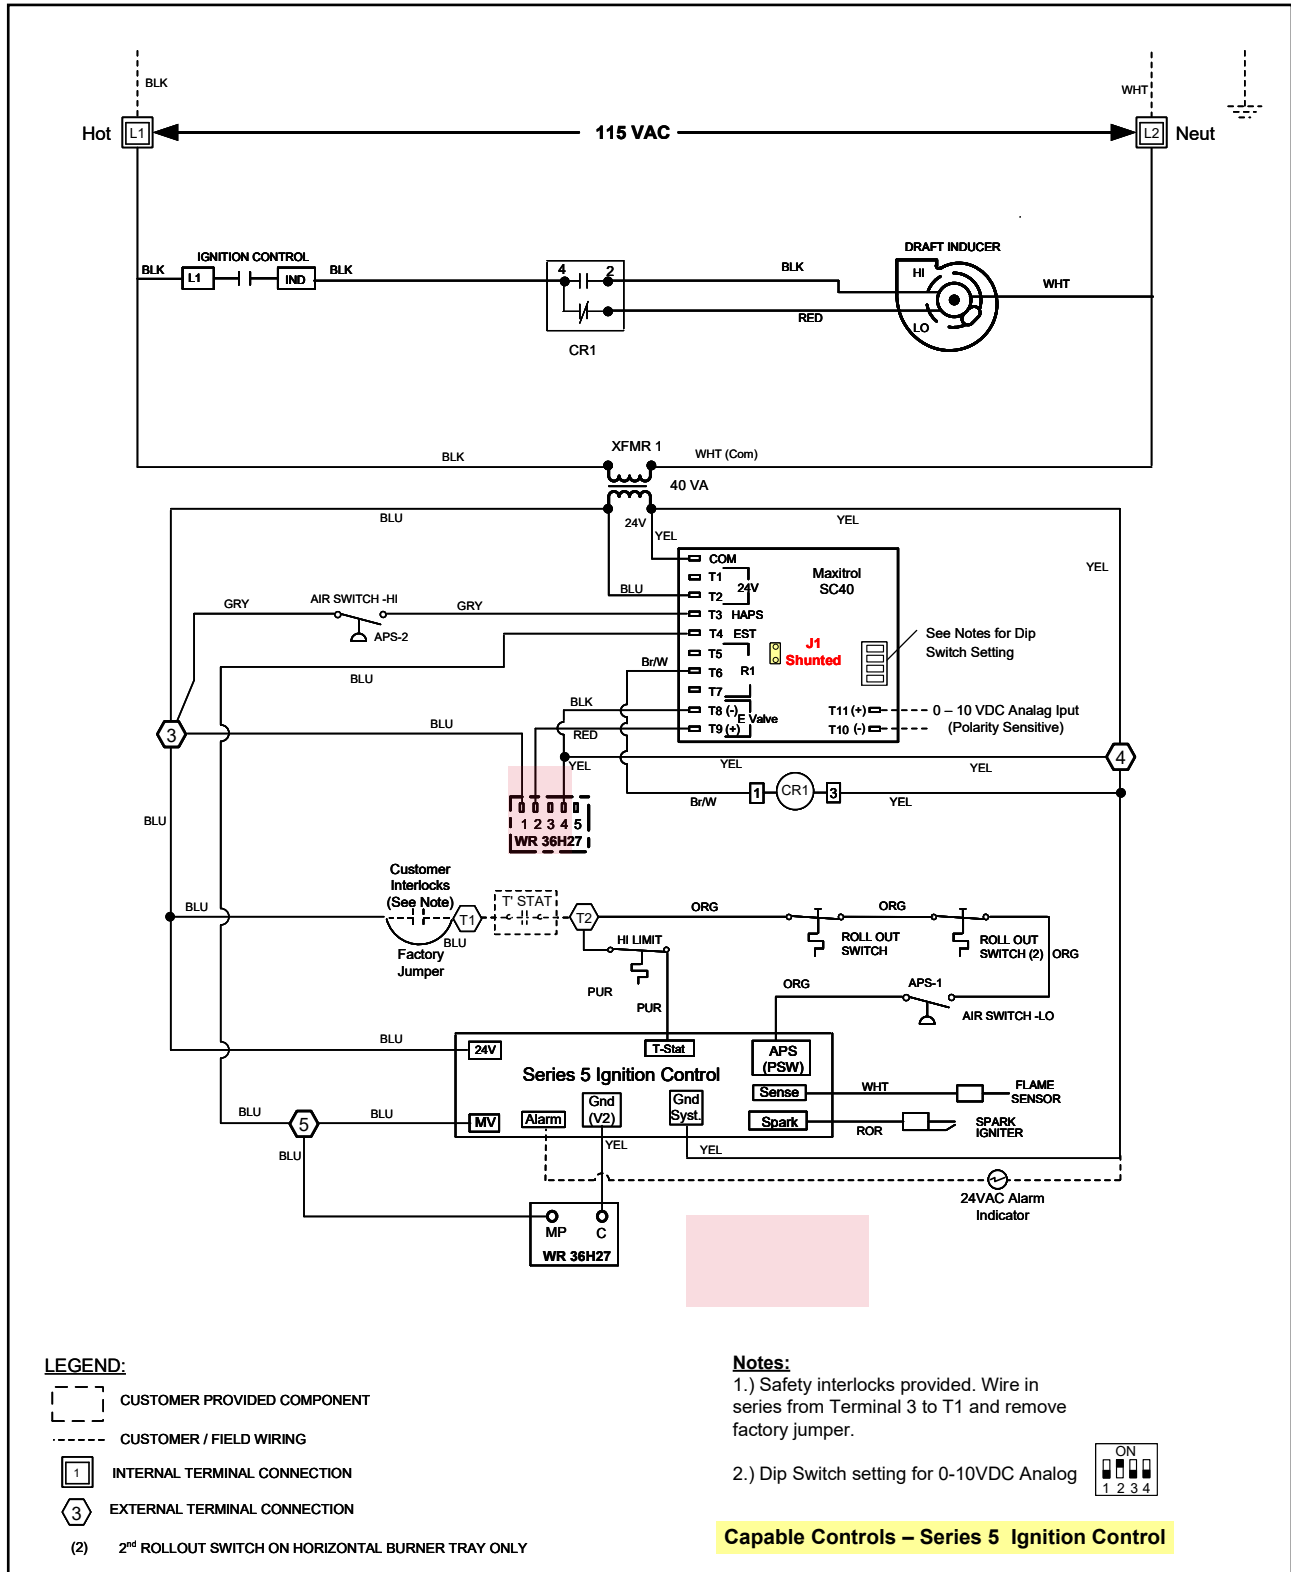 BLK
WHT
Hot L1
115 VAC
L2 Neut
IGNITION CONTROL
BLK L1 IND BLK
4 2
CR1
BLK
RED
DRAFT INDUCER
HI
LO
WHT
XFMR 1
BLK
WHT (Com)
40 VA
BLU
24V
YEL
YEL
YEL
COM
T1
24V
BLU
T2
T3 HAPS
T4 EST
T5
R1
T6
T7
T8 (-)
E Valve
T9 (+)
Maxitrol
SC40
J1
Shunted
See Notes for Dip
Switch Setting
T11 (+)
0 – 10 VDC Analag Iput
T10 (-)
(Polarity Sensitive)
GRY
AIR SWITCH -HI
GRY
APS-2
BLU
Br/W
BLK
RED
3
BLU
YEL
YEL
YEL
4
Br/W
1
CR1
3
YEL
1 2 3 4 5
WR 36H27
BLU
Customer
Interlocks
(See Note)
BLU
T1
T' STAT
T2
BLU
Factory
Jumper
ORG
ORG
ROLL OUT
SWITCH
ROLL OUT
SWITCH (2)
ORG
HI LIMIT
PUR
PUR
ORG
APS-1
AIR SWITCH -LO
BLU
24V
T-Stat
APS
(PSW)
Series 5 Ignition Control
Sense
WHT
FLAME
SENSOR
Gnd
(V2)
Gnd
Syst.
BLU
5
BLU
MV
Alarm
Spark
ROR
SPARK
IGNITER
BLU
YEL
YEL
24VAC Alarm
Indicator
MP
C
WR 36H27
LEGEND:
CUSTOMER PROVIDED COMPONENT
CUSTOMER / FIELD WIRING
1 INTERNAL TERMINAL CONNECTION
3 EXTERNAL TERMINAL CONNECTION
(2) 2nd ROLLOUT SWITCH ON HORIZONTAL BURNER TRAY ONLY
Notes:
1.) Safety interlocks provided. Wire in
series from Terminal 3 to T1 and remove
factory jumper.
2.) Dip Switch setting for 0-10VDC Analog
ON
1 2 3 4
Capable Controls – Series 5 Ignition Control